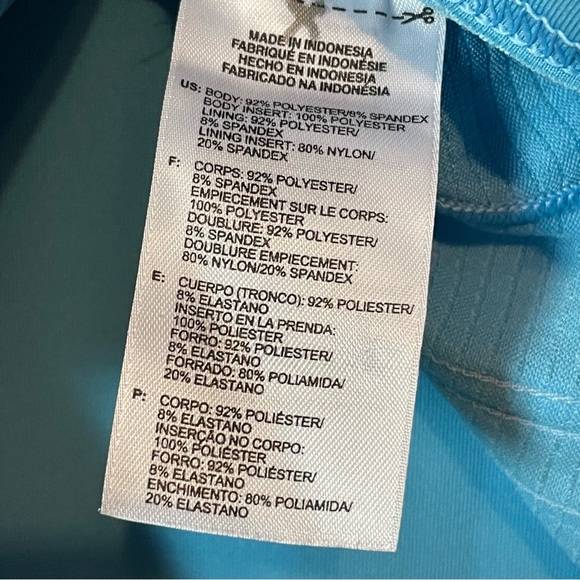 MADE IN INDONESIA
FABRIQUÉ EN INDONÉSIE
HECHO EN INDONESIA
FABRICADO NA INDONÉSIA
US: BODY: 92% POLYESTER/8% SPANDEX
BODY INSERT: 100% POLYESTER
LINING: 92% POLYESTER/
8% SPANDEX
LINING INSERT: 80% NYLON/
20% SPANDEX
F: CORPS: 92% POLYESTER/
8% SPANDEX
EMPIECEMENT SUR LE CORPS:
100% POLYESTER
DOUBLURE: 92% POLYESTER/
8% SPANDEX
DOUBLURE EMPIECEMENT:
80% NYLON/20% SPANDEX
E: CUERPO (TRONCO): 92% POLIESTER/
8% ELASTANO
INSERTO EN LA PRENDA:
100% POLIESTER
FORRO: 92% POLIESTER/
8% ELASTANO
FORRADO: 80% POLIAMIDA/
20% ELASTANO
P: CORPO: 92% POLIÉSTER/
8% ELASTANO
INSERÇÃO NO CORPO:
100% POLIÉSTER
FORRO: 92% POLIÉSTER/
8% ELASTANO
ENCHIMENTO: 80% POLIAMIDA/
20% ELASTANO